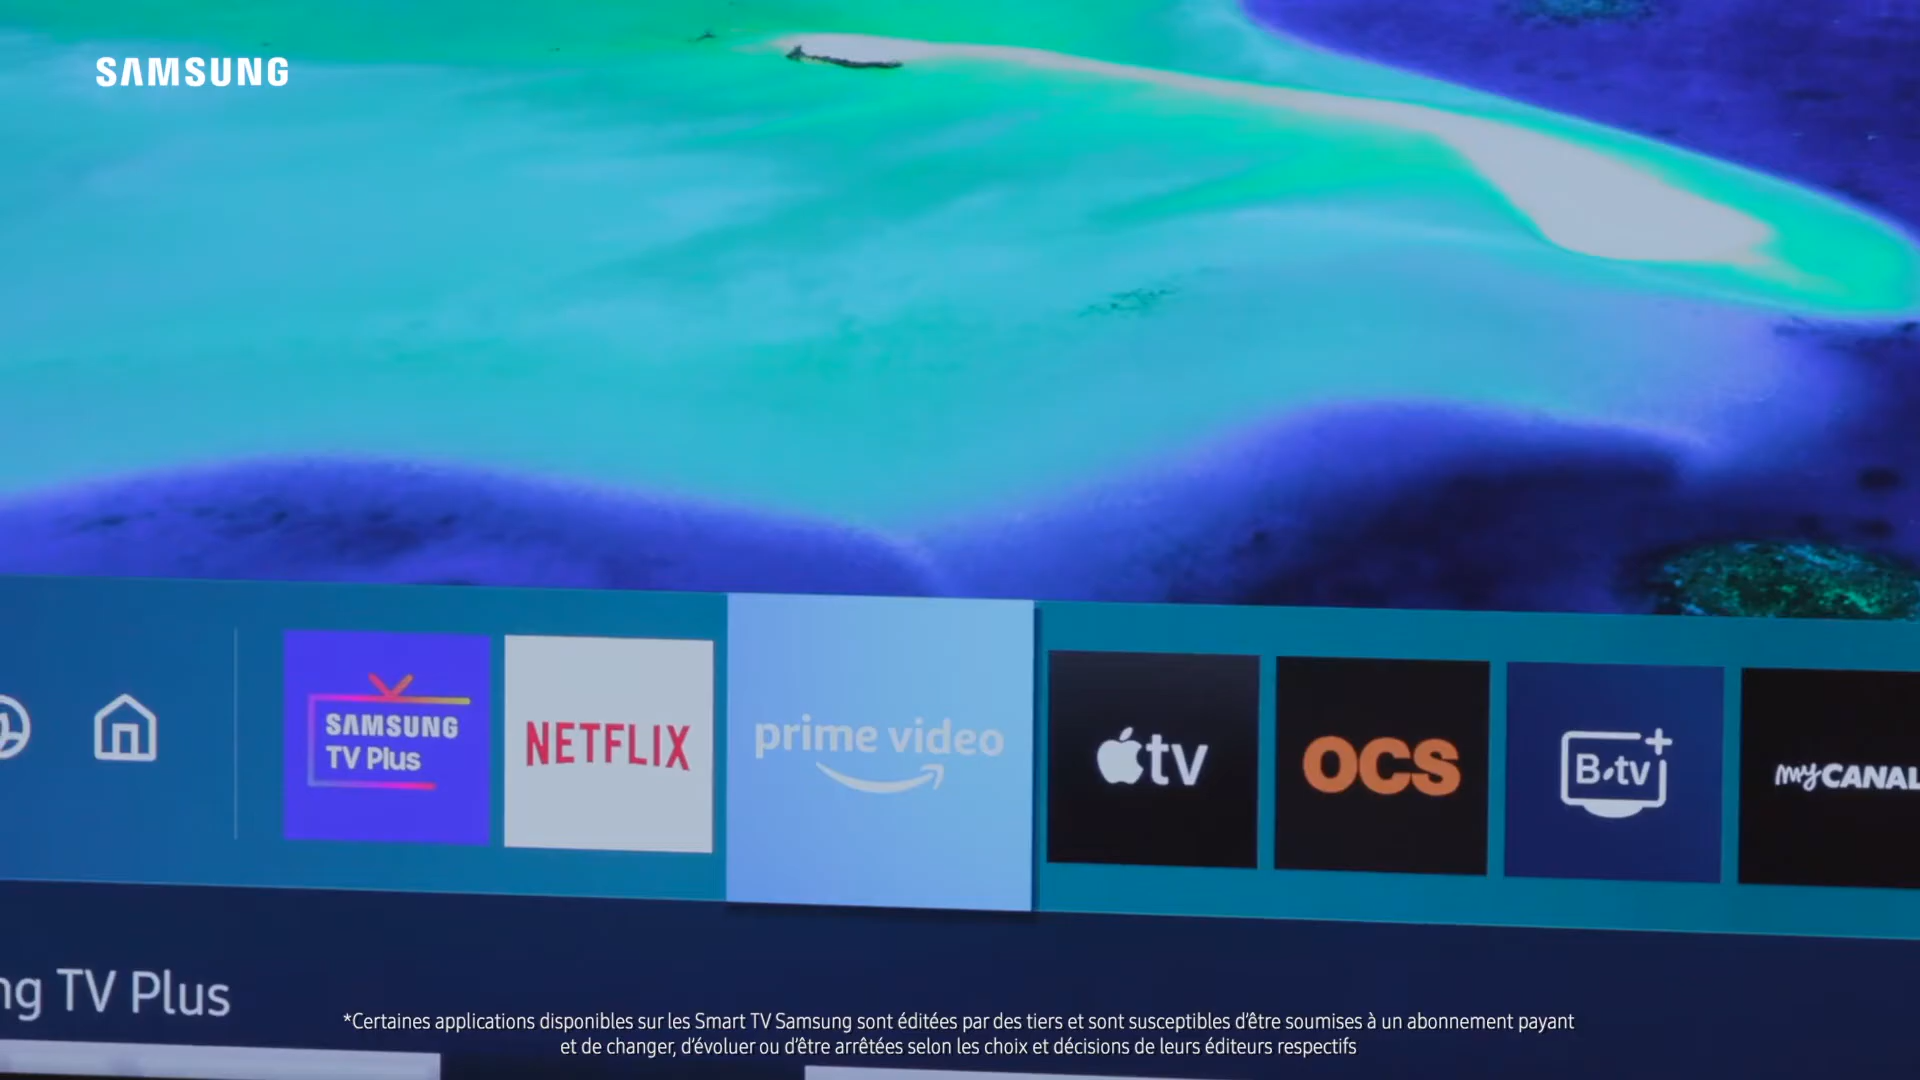 SAMSUNG
SAMSUNG
TV Plus
NETFLIX
prime video
tv
OCS
B.tv+
myCANAL
ng TV Plus
*Certaines applications disponibles sur les Smart TV Samsung sont éditées par des tiers et sont susceptibles d'être soumises à un abonnement payant
et de changer, d'évoluer ou d'être arrêtées selon les choix et décisions de leurs éditeurs respectifs